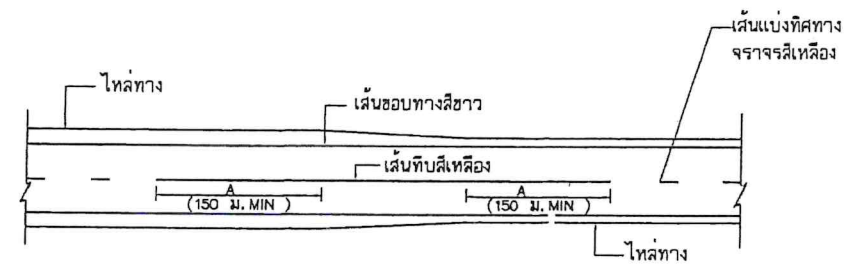 เส้นแบ่งทิศทาง
จราจรสีเหลือง
ไหล่ทาง
เส้นขอบทางสีขาว
เส้นทึบสีเหลือง
A
(150 ม. MIN )
A
(150 ม. MIN )
ไหล่ทาง